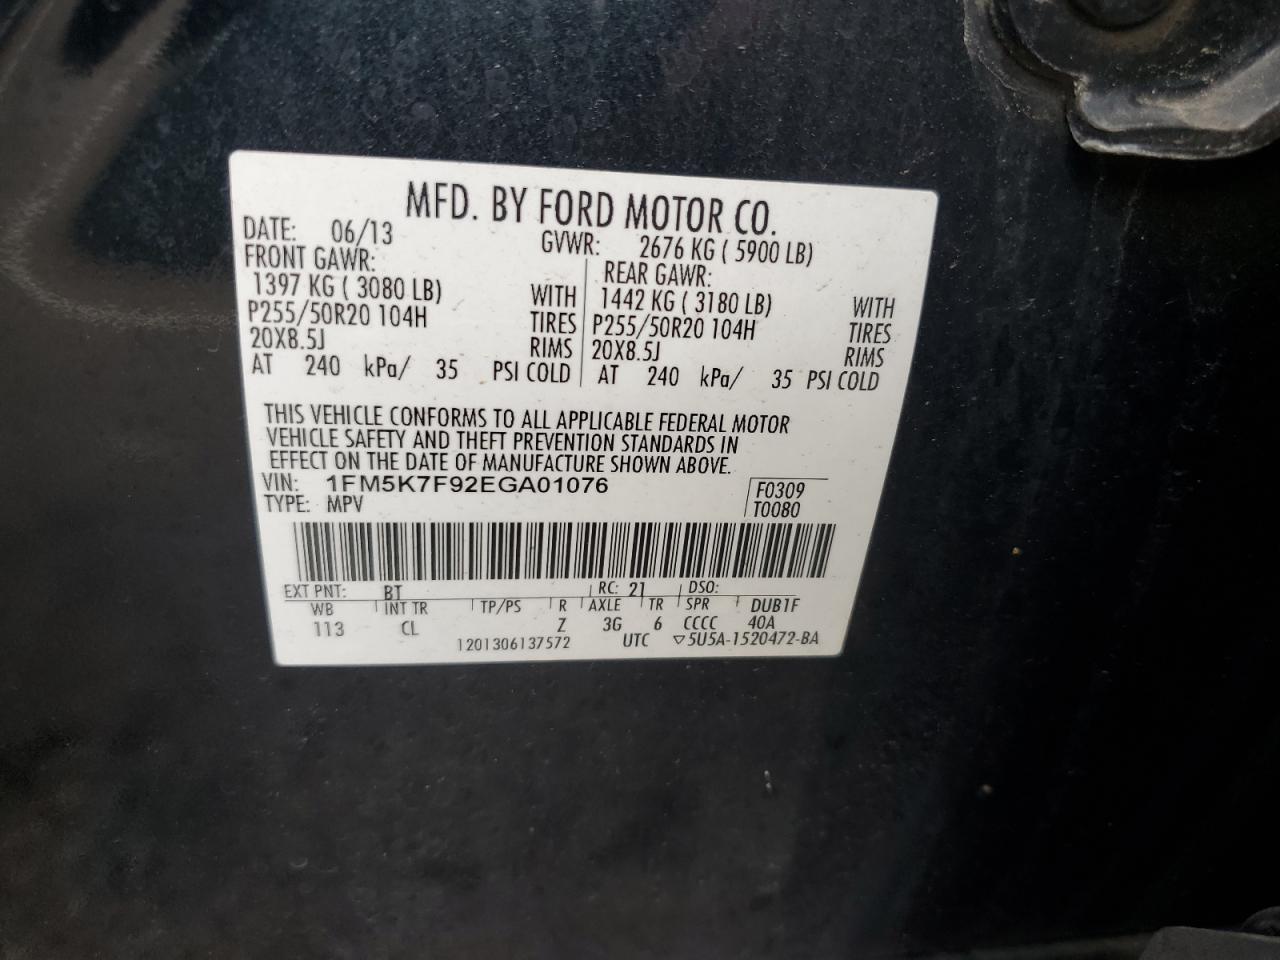 MFD. BY FORD MOTOR CO.
DATE: 06/13 GVWR: 2676 KG ( 5900 LB)
FRONT GAWR: REAR GAWR:
1397 KG ( 3080 LB) WITH 1442 KG ( 3180 LB) WITH
P255/50R20 104H TIRES P255/50R20 104H TIRES
20X8.5J RIMS 20X8.5J RIMS
AT 240 kPa/ 35 PSI COLD AT 240 kPa/ 35 PSI COLD
THIS VEHICLE CONFORMS TO ALL APPLICABLE FEDERAL MOTOR
VEHICLE SAFETY AND THEFT PREVENTION STANDARDS IN
EFFECT ON THE DATE OF MANUFACTURE SHOWN ABOVE.
VIN: 1FM5K7F92EGA01076 F0309
TYPE: MPV T0080
EXT PNT: BT RC: 21 DSO:
WB INT TR TP/PS R AXLE TR SPR DUB1F
113 CL Z 3G 6 CCCC 40A
1201306137572 UTC ▽5U5A-1520472-BA